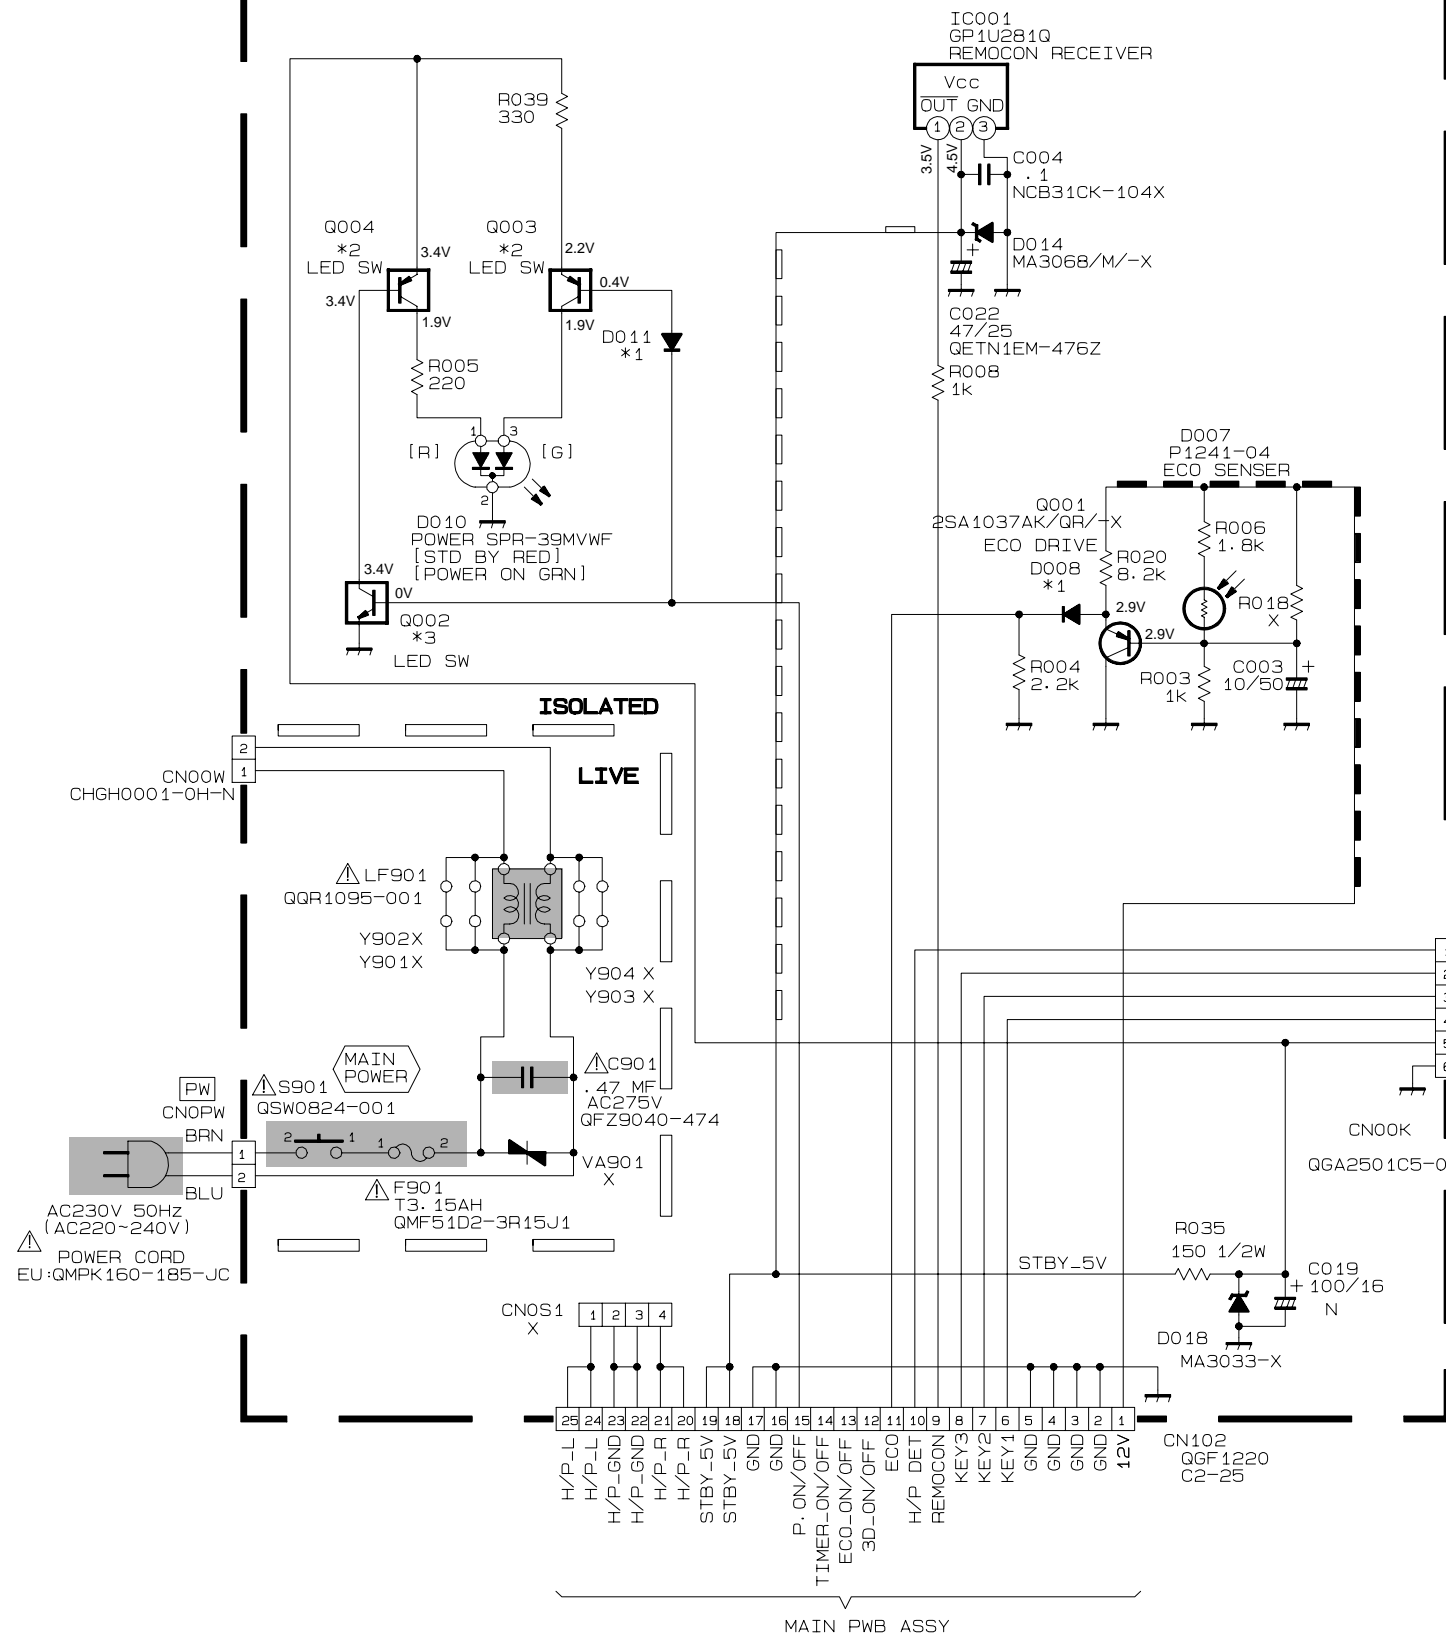 IC001
GP1U281Q
REMOCON RECEIVER
Vcc
OUT GND
1 2 3
3.5V
4.5V
C004
.1
NCB31CK-104X
D014
MA3068/M/-X
+
C022
47/25
QETN1EM-476Z
R008
1k
R039
330
Q004
*2
LED SW
3.4V
3.4V
1.9V
Q003
*2
LED SW
2.2V
0.4V
1.9V
D011
*1
R005
220
1 3
[R] [G]
2
D010
POWER SPR-39MVWF
[STD BY RED]
[POWER ON GRN]
3.4V
0V
Q002
*3
LED SW
D007
P1241-04
ECO SENSER
Q001
2SA1037AK/QR/-X
ECO DRIVE
R020
8.2k
D008
*1
R006
1.8k
2.9V
2.9V
R018
X
R004
2.2k
R003
1k
C003
10/50
+
ISOLATED
LIVE
2
1
CN00W
CHGH0001-0H-N
LF901
QQR1095-001
Y902X
Y901X
Y904 X
Y903 X
MAIN
POWER
C901
.47 MF
AC275V
QFZ9040-474
PW
CN0PW
BRN
S901
QSW0824-001
2 1 1 2
1
2
BLU
VA901
X
F901
T3.15AH
QMF51D2-3R15J1
AC230V 50Hz
(AC220~240V)
POWER CORD
EU:QMPK160-185-JC
2
3
4
5
6
CN00K
QGA2501C5-0
R035
150 1/2W
STBY_5V
C019
+ 100/16
N
D018
MA3033-X
CN0S1
X
1 2 3 4
25 24 23 22 21 20 19 18 17 16 15 14 13 12 11 10 9 8 7 6 5 4 3 2 1
H/P_L
H/P_L
H/P_GND
H/P_GND
H/P_R
H/P_R
STBY_5V
STBY_5V
GND
GND
P.ON/OFF
TIMER_ON/OFF
ECO_ON/OFF
3D_ON/OFF
ECO
H/P DET
REMOCON
KEY3
KEY2
KEY1
GND
GND
GND
GND
12V
CN102
QGF1220
C2-25
MAIN PWB ASSY